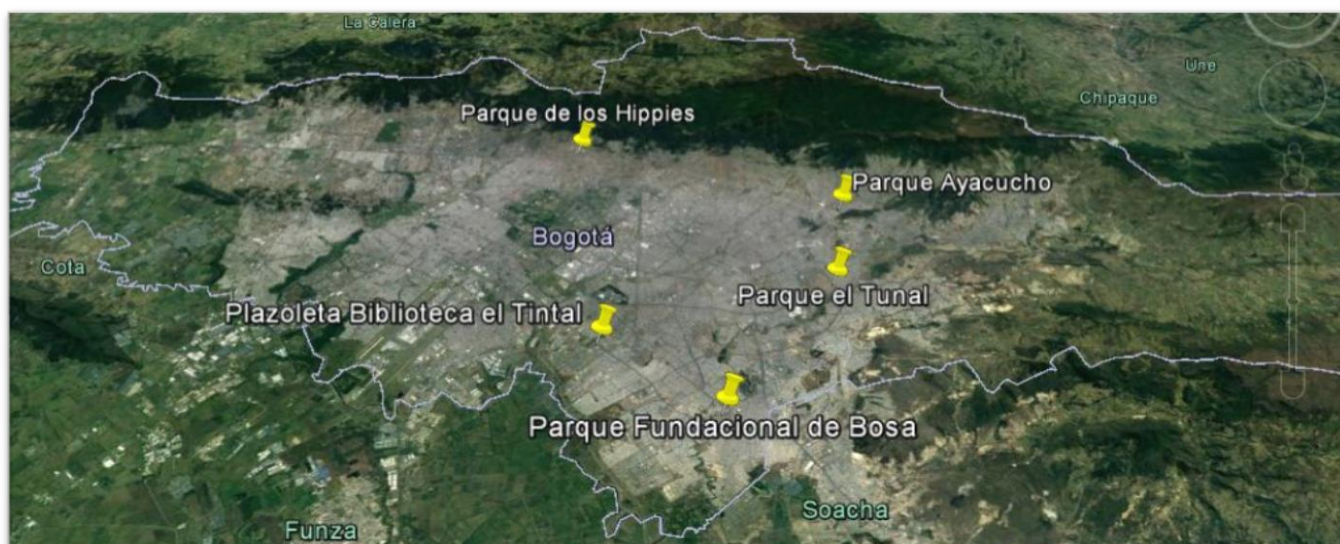 La Calera
Une
Chipaque
Parque de los Hippies
Parque Ayacucho
Bogotá
Cota
Parque el Tunal
Plazoleta Biblioteca el Tintal
Parque Fundacional de Bosa
Soacha
Funza